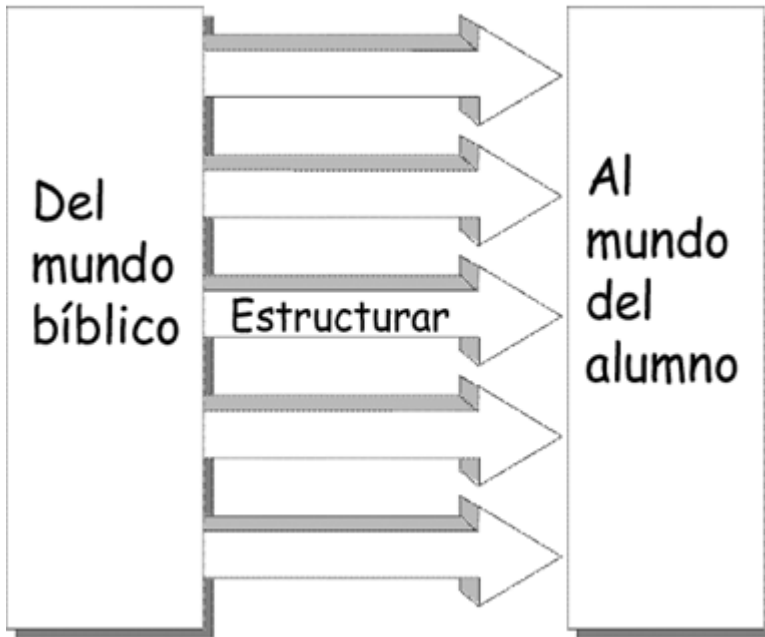 Del
mundo
bíblico
Estructurar
Al
mundo
del
alumno